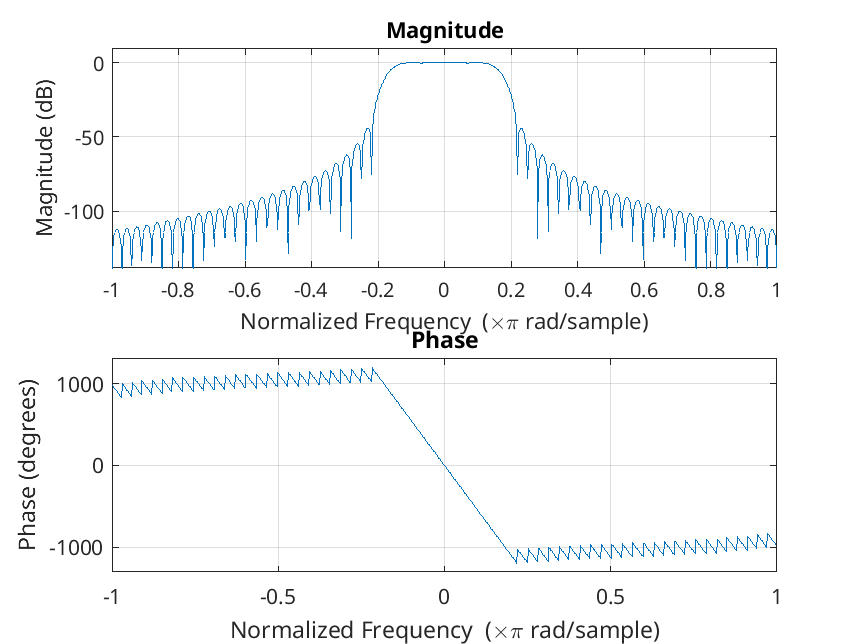 Magnitude
Magnitude (dB)
0
-50
-100
-1 -0.8 -0.6 -0.4 -0.2 0 0.2 0.4 0.6 0.8 1
Normalized Frequency (×π rad/sample)
Phase
Phase (degrees)
1000
0
-1000
-1 -0.5 0 0.5 1
Normalized Frequency (×π rad/sample)